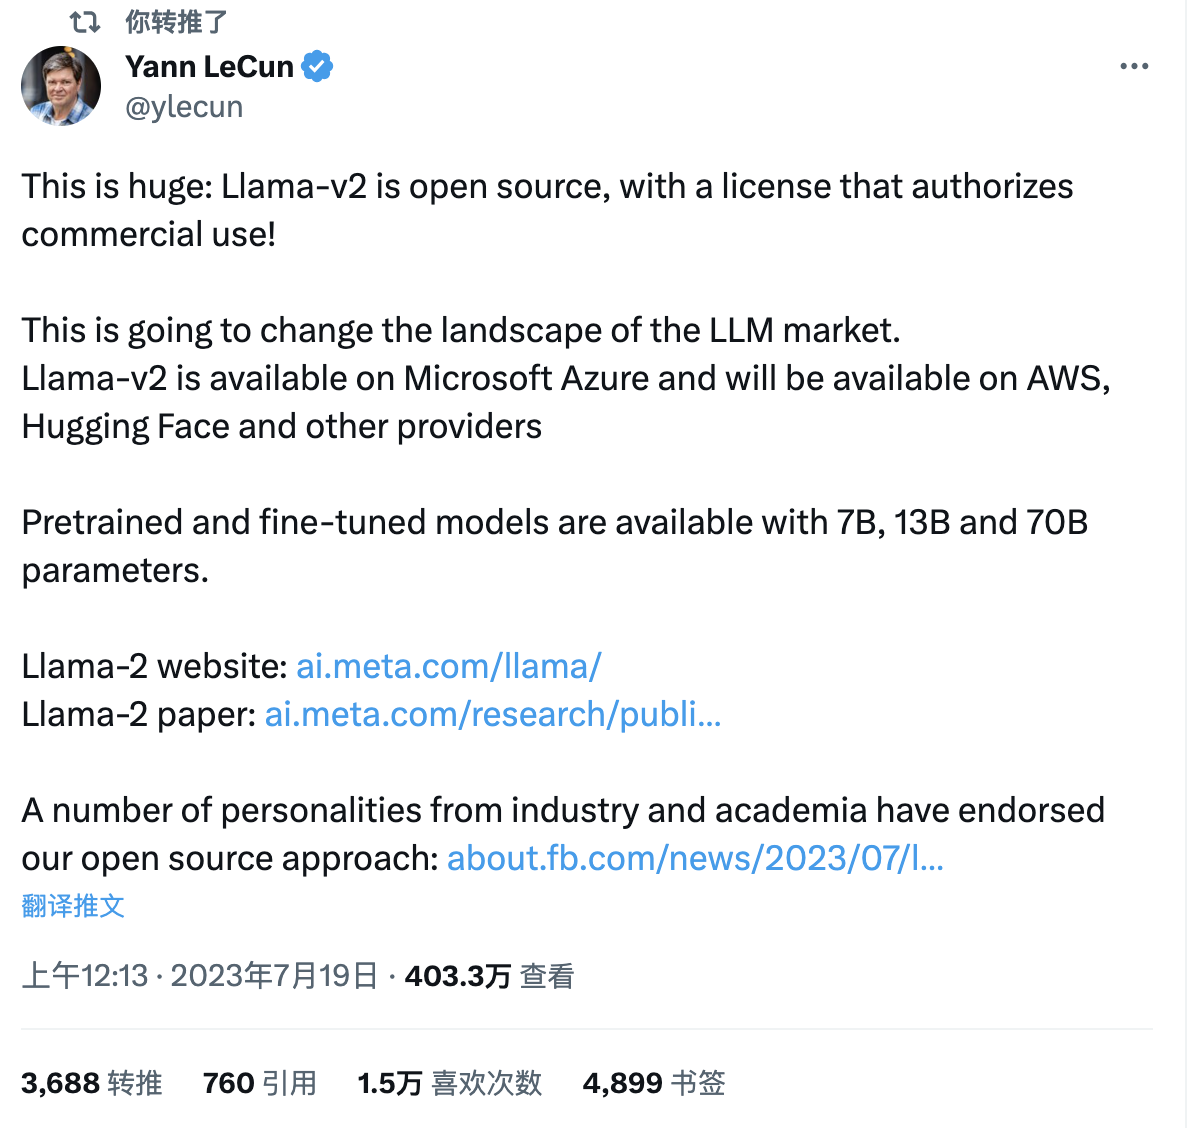 你转推了
Yann LeCun
@ylecun
This is huge: Llama-v2 is open source, with a license that authorizes
commercial use!
This is going to change the landscape of the LLM market.
Llama-v2 is available on Microsoft Azure and will be available on AWS,
Hugging Face and other providers
Pretrained and fine-tuned models are available with 7B, 13B and 70B
parameters.
Llama-2 website: ai.meta.com/llama/
Llama-2 paper: ai.meta.com/research/publi...
A number of personalities from industry and academia have endorsed
our open source approach: about.fb.com/news/2023/07/l...
翻译推文
上午12:13 · 2023年7月19日 · 403.3万 查看
3,688 转推 760 引用 1.5万 喜欢次数 4,899 书签